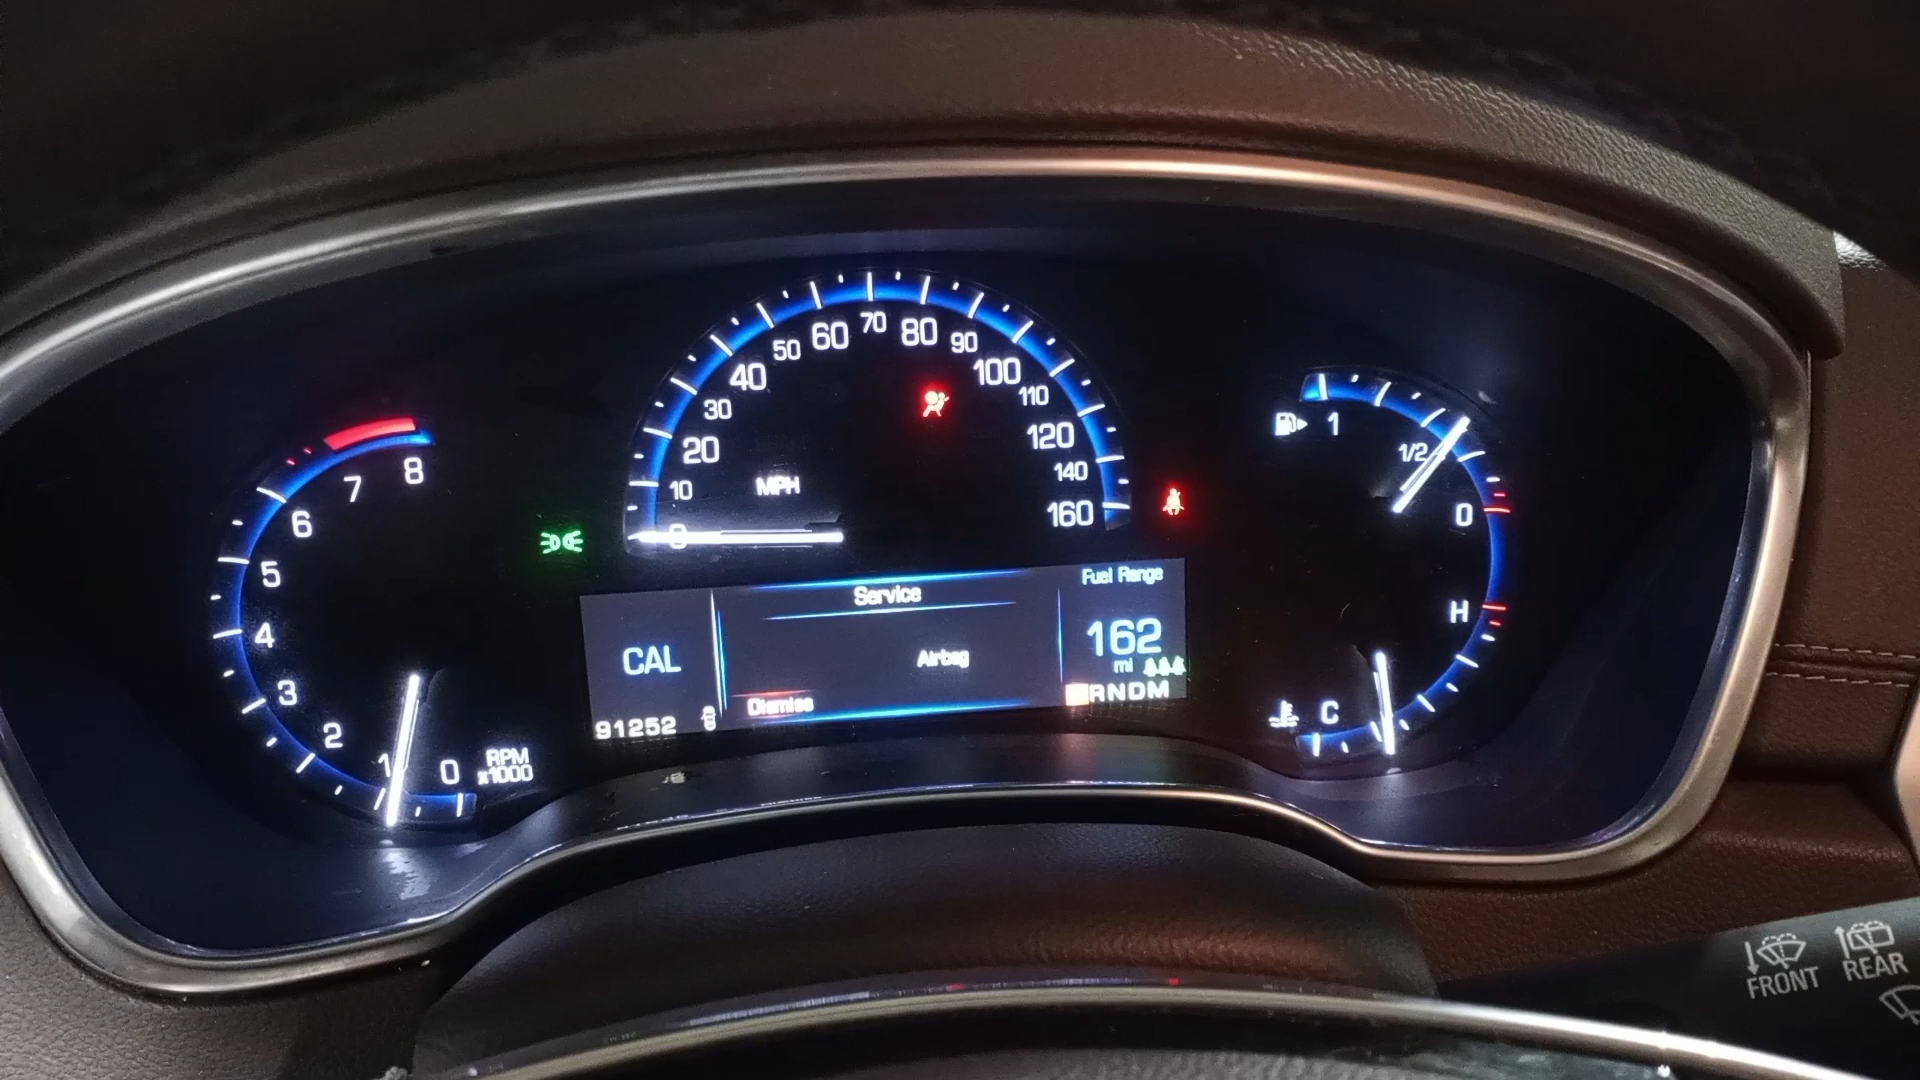 8
7
6
5
4
3
2
1
0
RPM
x1000
0
10
20
30
40
50
60
70
80
90
100
110
120
140
160
MPH
1
1/2
0
H
C
Service
Fuel Range
CAL
Airbag
162
mi
Dismiss
RNDM
91252
FRONT
REAR